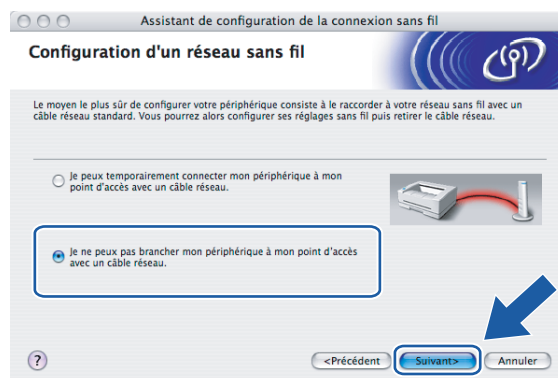 Assistant de configuration de la connexion sans fil
Configuration d'un réseau sans fil
Le moyen le plus sûr de configurer votre périphérique consiste à le raccorder à votre réseau sans fil avec un
câble réseau standard. Vous pourrez alors configurer ses réglages sans fil puis retirer le câble réseau.
Je peux temporairement connecter mon périphérique à mon
point d'accès avec un câble réseau.
Je ne peux pas brancher mon périphérique à mon point d'accès
avec un câble réseau.
? <Précédent Suivant> Annuler